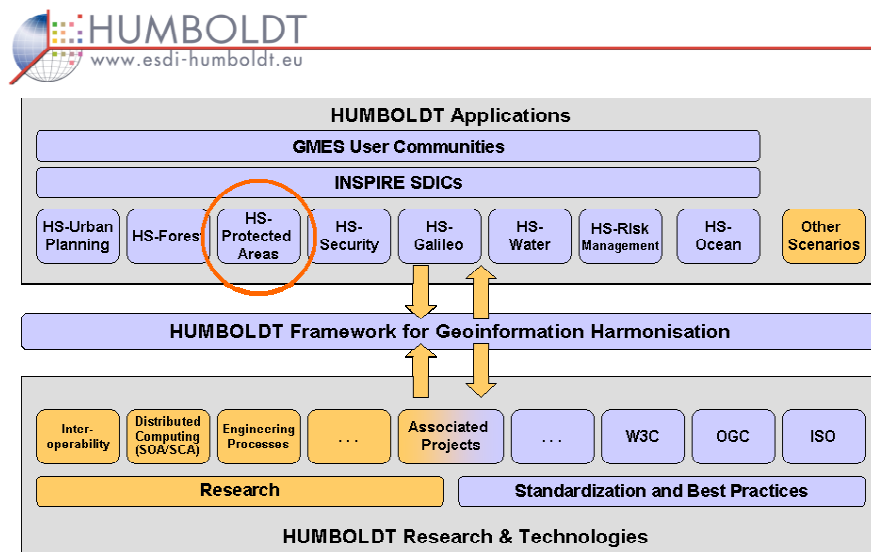 HUMBOLDT
www.esdi-humboldt.eu
HUMBOLDT Applications
GMES User Communities
INSPIRE SDICs
HS-Urban
Planning
HS-Forest
HS-
Protected
Areas
HS-
Security
HS-
Galileo
HS-
Water
HS-Risk
Management
HS-
Ocean
Other
Scenarios
HUMBOLDT Framework for Geoinformation Harmonisation
Inter-
operability
Distributed
Computing
(SOA/SCA)
Engineering
Processes
...
Associated
Projects
...
W3C
OGC
ISO
Research
Standardization and Best Practices
HUMBOLDT Research & Technologies